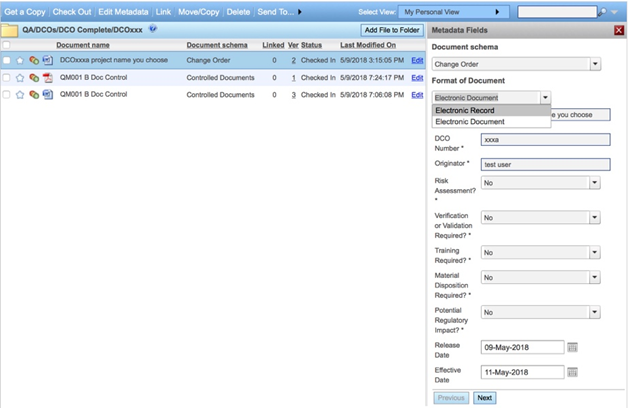 Get a Copy | Check Out | Edit Metadata | Link Move/Copy | Delete | Send To...
Select View: My Personal View
QA/DCOs/DCO Complete/DCOxxx
Add File to Folder
Document name Document schema Linked Ver Status Last Modified On
DCOxxxa project name you choose Change Order 0 2 Checked In 5/9/2018 3:15:05 PM Edit
QM001 B Doc Control Controlled Documents 0 1 Checked In 5/9/2018 7:24:17 PM Edit
QM001 B Doc Control Controlled Documents 0 3 Checked In 5/9/2018 7:06:08 PM Edit
Metadata Fields
Document schema
Change Order
Format of Document
Electronic Document
Electronic Record
Electronic Document
e you choose
DCO
Number *
xxxa
Originator *
test user
Risk
Assessment?
*
No
Verification
or Validation
Required? *
No
Training
Required? *
No
Material
Disposition
Required? *
No
Potential
Regulatory
Impact? *
No
Release
Date
09-May-2018
Effective
Date
11-May-2018
Previous
Next